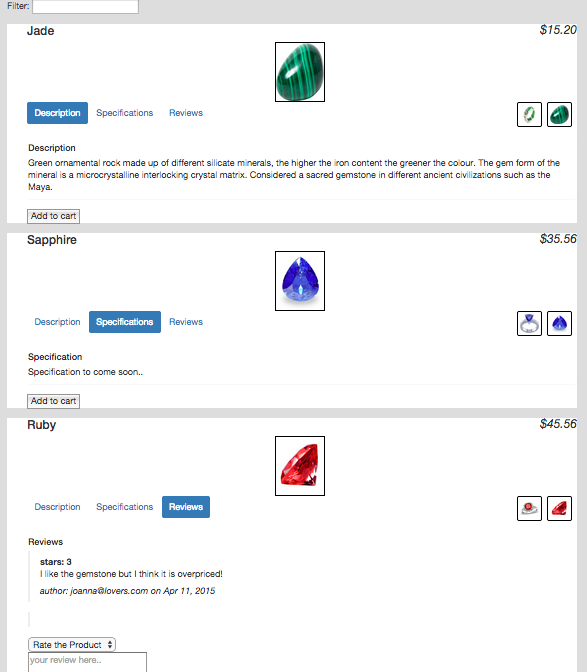 Filter:
Jade $15.20
Description Specifications Reviews
Description
Green ornamental rock made up of different silicate minerals, the higher the iron content the greener the colour. The gem form of the
mineral is a microcrystalline interlocking crystal matrix. Considered a sacred gemstone in different ancient civilizations such as the
Maya.
Add to cart
Sapphire $35.56
Description Specifications Reviews
Specification
Specification to come soon..
Add to cart
Ruby $45.56
Description Specifications Reviews
Reviews
stars: 3
I like the gemstone but I think it is overpriced!
author: joanna@lovers.com on Apr 11, 2015
Rate the Product
your review here..